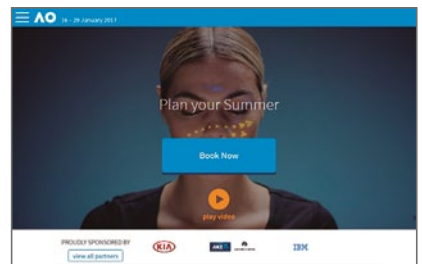 AO 16 - 29 January 2017
Plan your Summer
Book Now
play video
PROUDLY SPONSORED BY
view all partners
KIA
ANZ
IBM